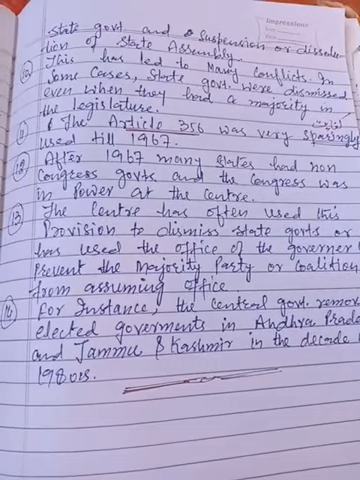 Impressions
State govt and Suspension or dissolu-
tion of State Assembly.
(10) This has led to Many Conflicts. In
Some Cases, State govt. were dismissed
even when they had a majority in
the legislature.
(11) The Article 356 was very Sparingly
used till 1967.
(12) After 1967 many States had non
Congress govts and the Congress was
in Power at the centre.
(13) The Centre has often used this
Provision to dismiss State govts or
has used the office of the governer
Prevent the Majority Party or Coalition
from assuming office
(14) For Instance, the central govt. remov
elected goverments in Andhra Prade
and Jammu & Kashmir in the decade
1980s.